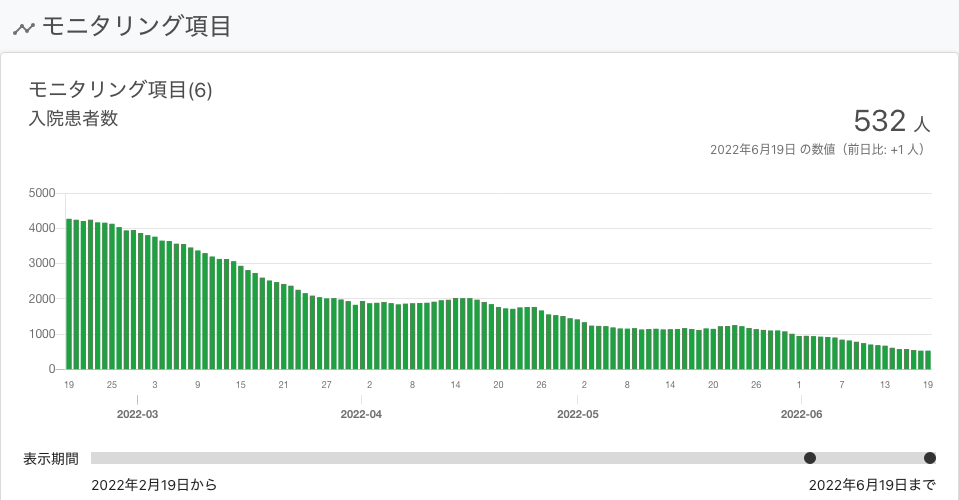 モニタリング項目
モニタリング項目(6)
入院患者数
532 人
2022年6月19日 の数値（前日比: +1 人）
5000
4000
3000
2000
1000
0
19 25 3 9 15 21 27 2 8 14 20 26 2 8 14 20 26 1 7 13 19
2022-03 2022-04 2022-05 2022-06
表示期間
2022年2月19日から 2022年6月19日まで